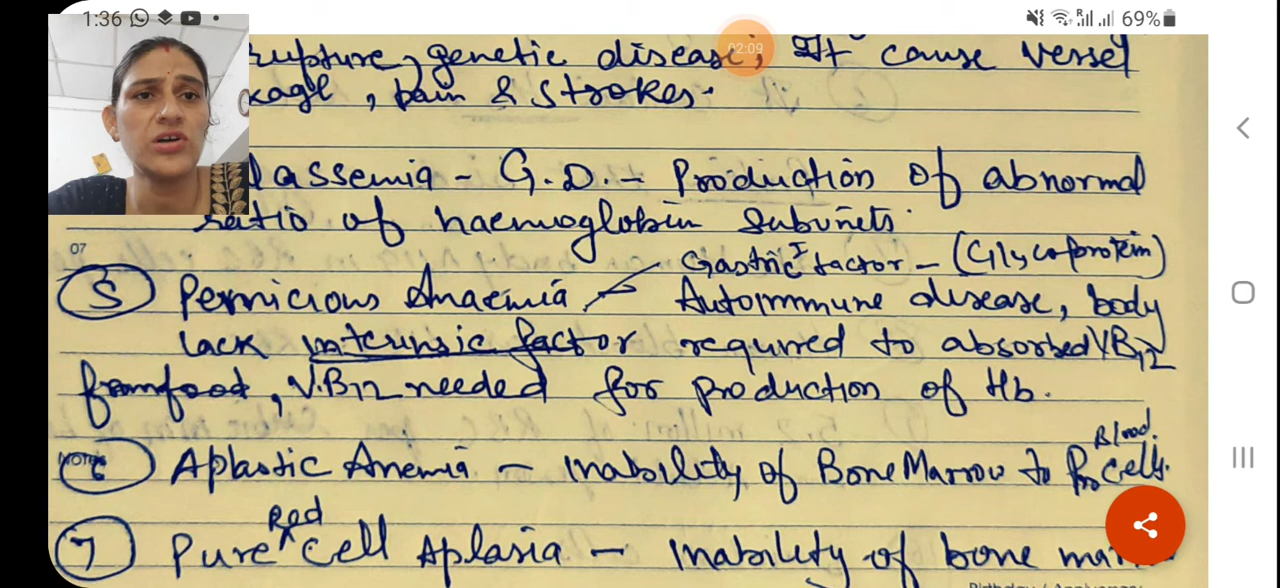 1:36
69%
02:09
rupture, genetic disease; It cause vessel
kage, pain & strokes.
lassemia - G.D. - Production of abnormal
ratio of haemoglobin subunets.
07
Gastric I factor - (Glycoprotein)
5 Pernicious Anaemia Autoimmune disease, body
lack intrinsic factor required to absorbed V B12
from food, V.B12 needed for production of Hb.
Blood
6 Aplastic Anemia - inability of Bone Marrow to Pro Cells.
Red
7 Pure Cell Aplasia - Inability of bone